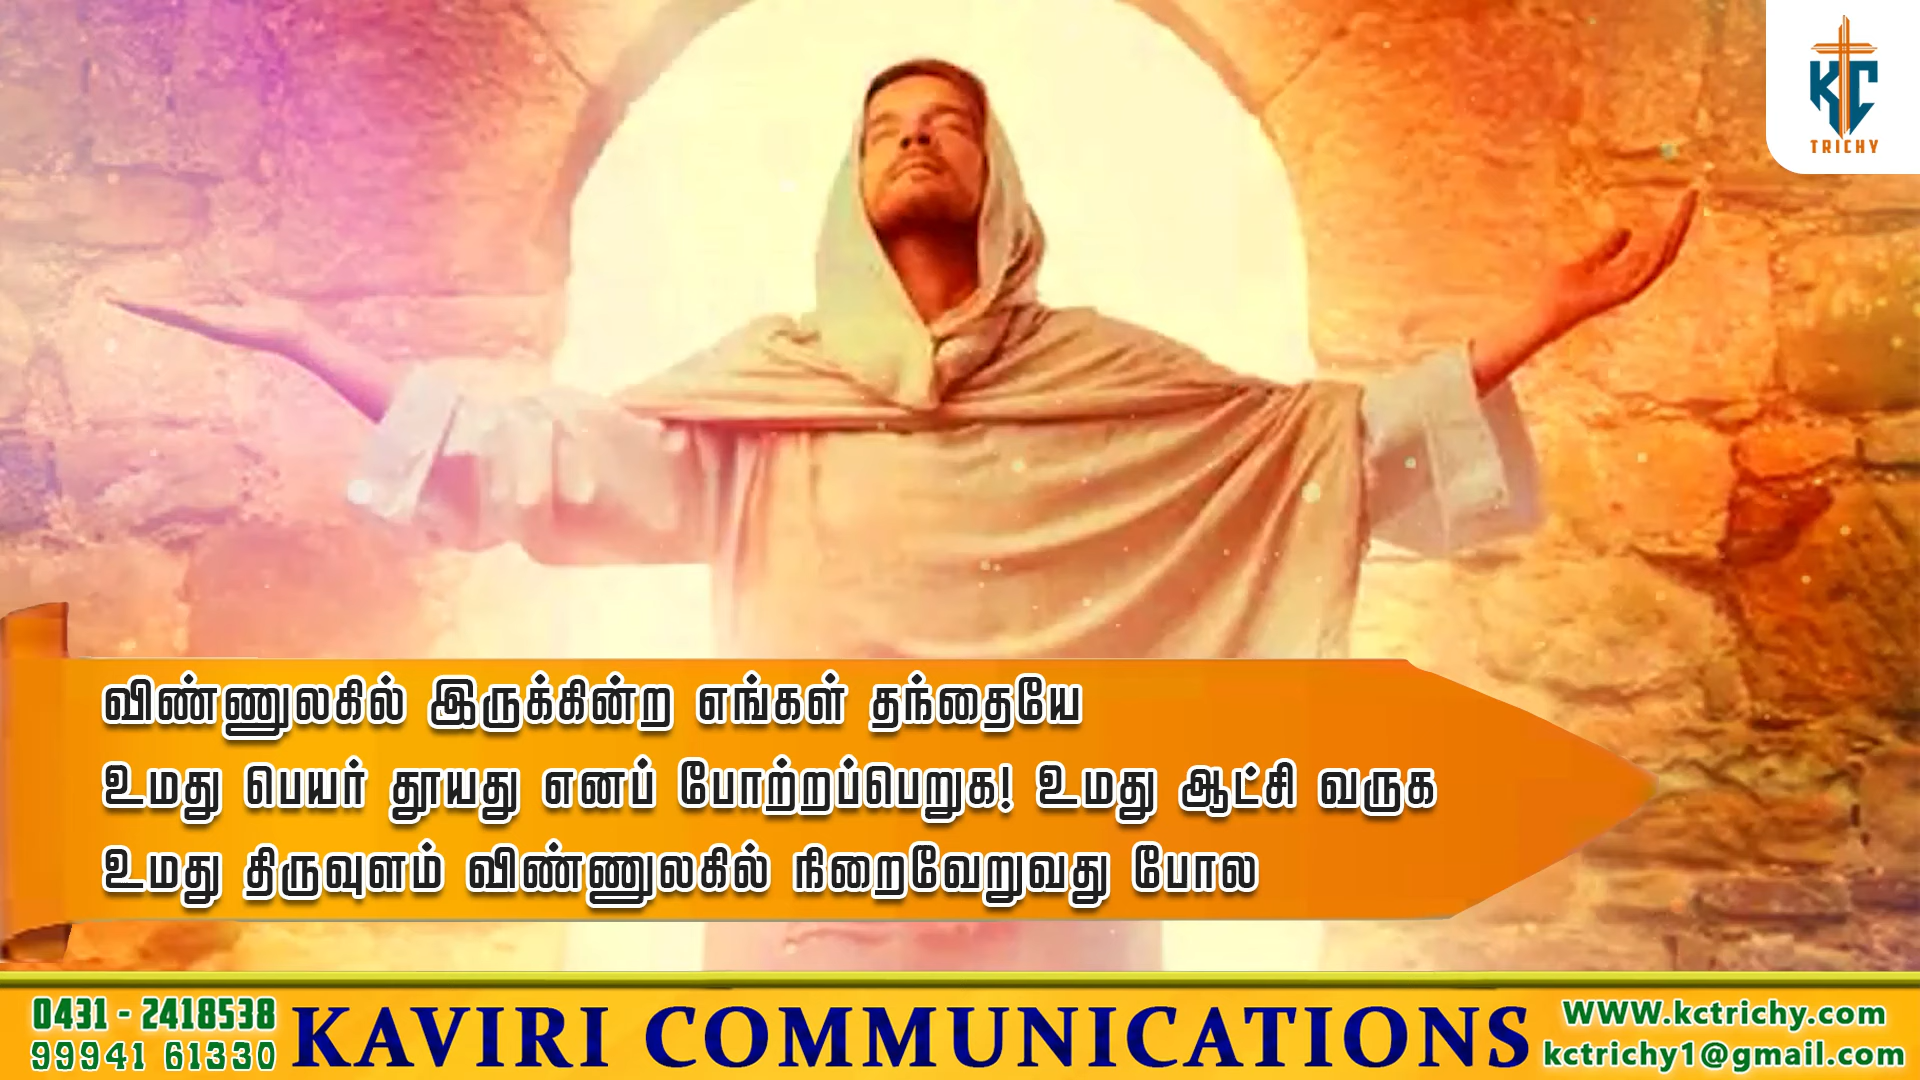 KC
TRICHY
விண்ணுலகில் இருக்கின்ற எங்கள் தந்தையே
உமது பெயர் தூயது எனப் போற்றப்பெறுக! உமது ஆட்சி வருக
உமது திருவுளம் விண்ணுலகில் நிறைவேறுவது போல
0431 - 2418538
99941 61330
KAVIRI COMMUNICATIONS
WWW.kctrichy.com
kctrichy1@gmail.com